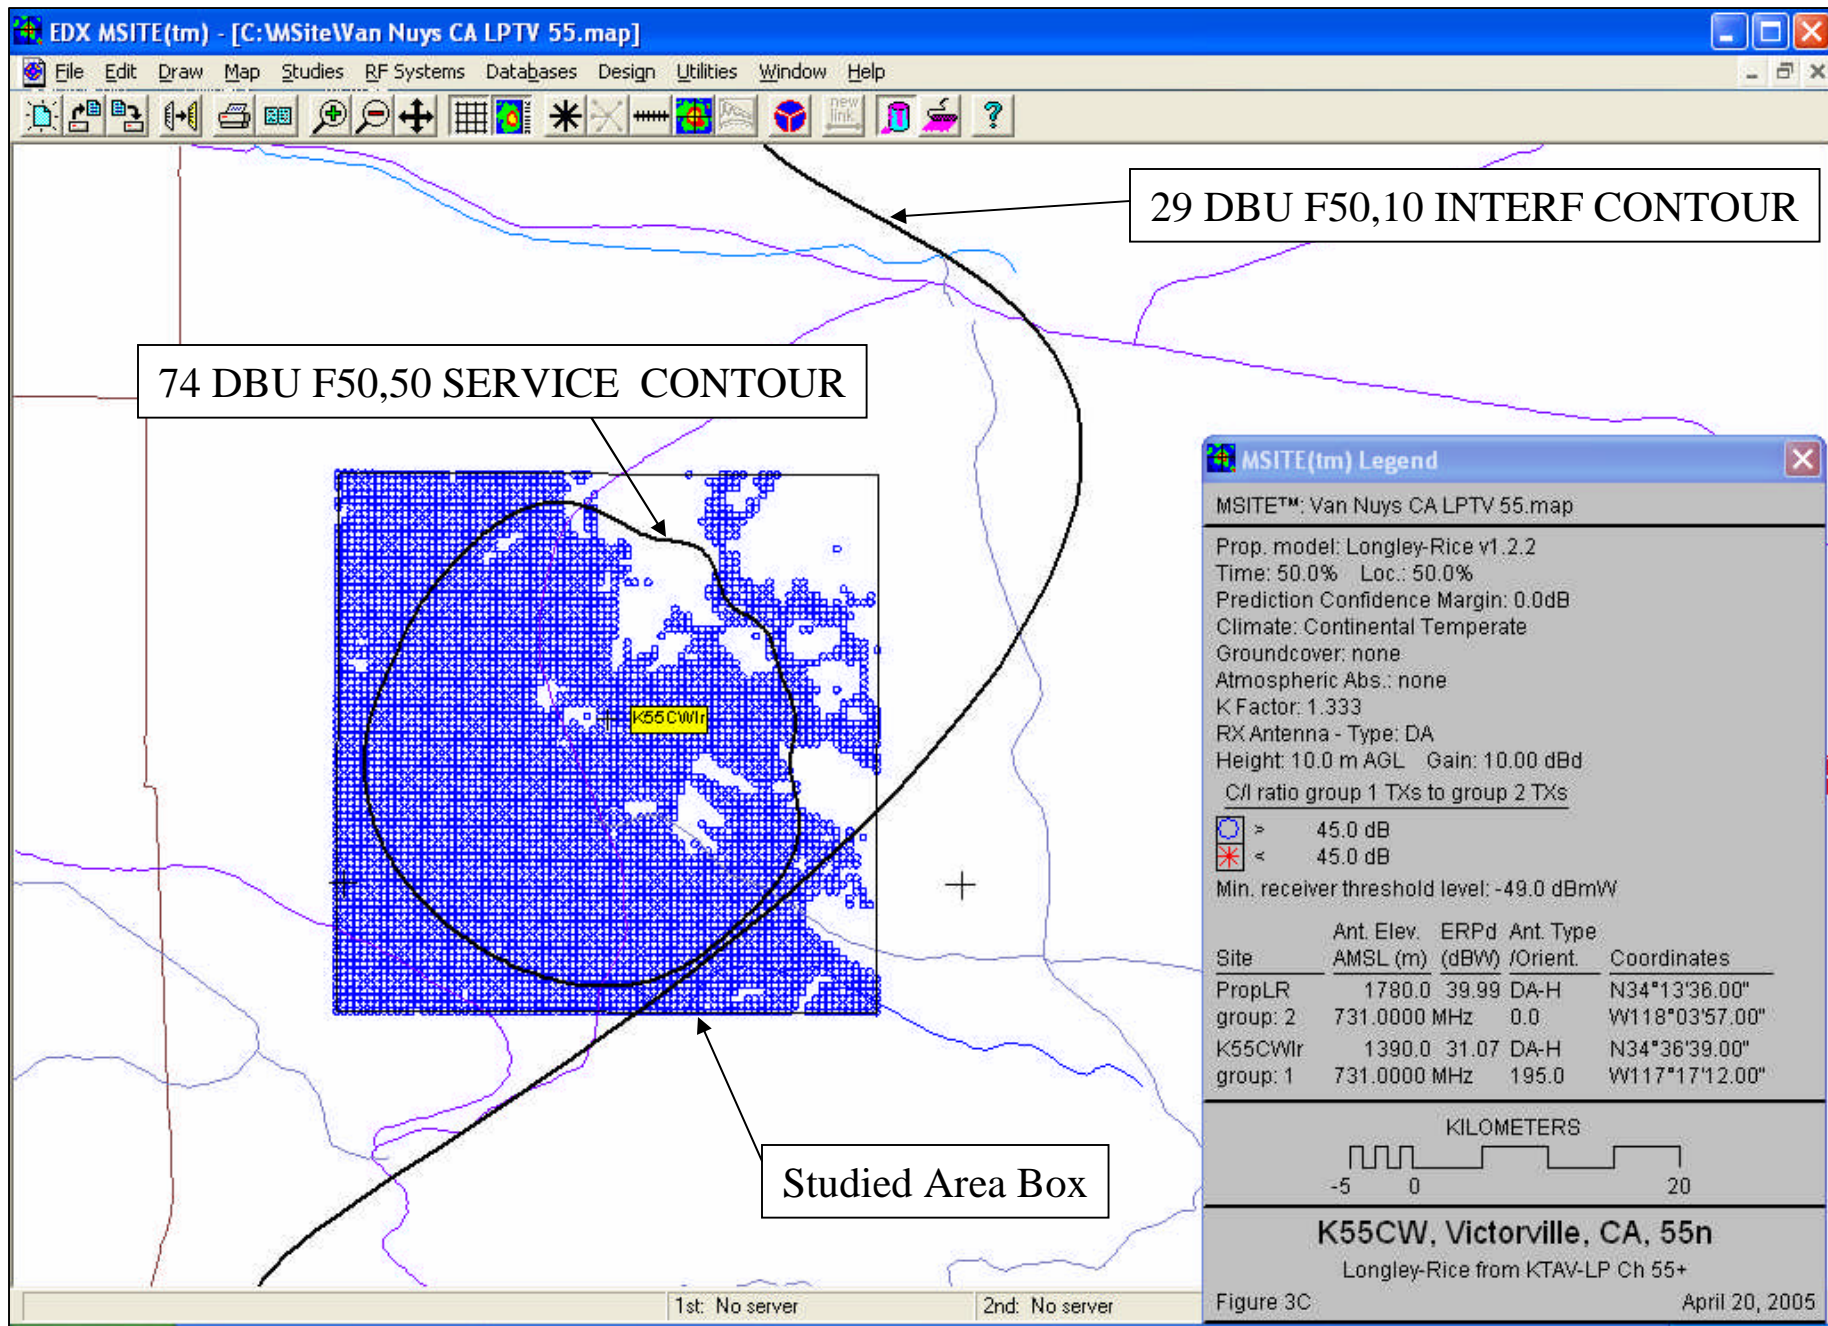 EDX MSITE(tm) - [C:\MSite\Van Nuys CA LPTV 55.map]
File Edit Draw Map Studies RF Systems Databases Design Utilities Window Help
new link
29 DBU F50,10 INTERF CONTOUR
74 DBU F50,50 SERVICE CONTOUR
K55CWlr
Studied Area Box
MSITE(tm) Legend
MSITE™: Van Nuys CA LPTV 55.map
Prop. model: Longley-Rice v1.2.2
Time: 50.0% Loc.: 50.0%
Prediction Confidence Margin: 0.0dB
Climate: Continental Temperate
Groundcover: none
Atmospheric Abs.: none
K Factor: 1.333
RX Antenna - Type: DA
Height: 10.0 m AGL Gain: 10.00 dBd
C/I ratio group 1 TXs to group 2 TXs
> 45.0 dB
< 45.0 dB
Min. receiver threshold level: -49.0 dBmW
Ant. Elev. ERPd Ant. Type
Site AMSL (m) (dBW) /Orient. Coordinates
PropLR 1780.0 39.99 DA-H N34°13'36.00"
group: 2 731.0000 MHz 0.0 W118°03'57.00"
K55CWlr 1390.0 31.07 DA-H N34°36'39.00"
group: 1 731.0000 MHz 195.0 W117°17'12.00"
KILOMETERS
-5 0 20
K55CW, Victorville, CA, 55n
Longley-Rice from KTAV-LP Ch 55+
Figure 3C April 20, 2005
1st: No server 2nd: No server